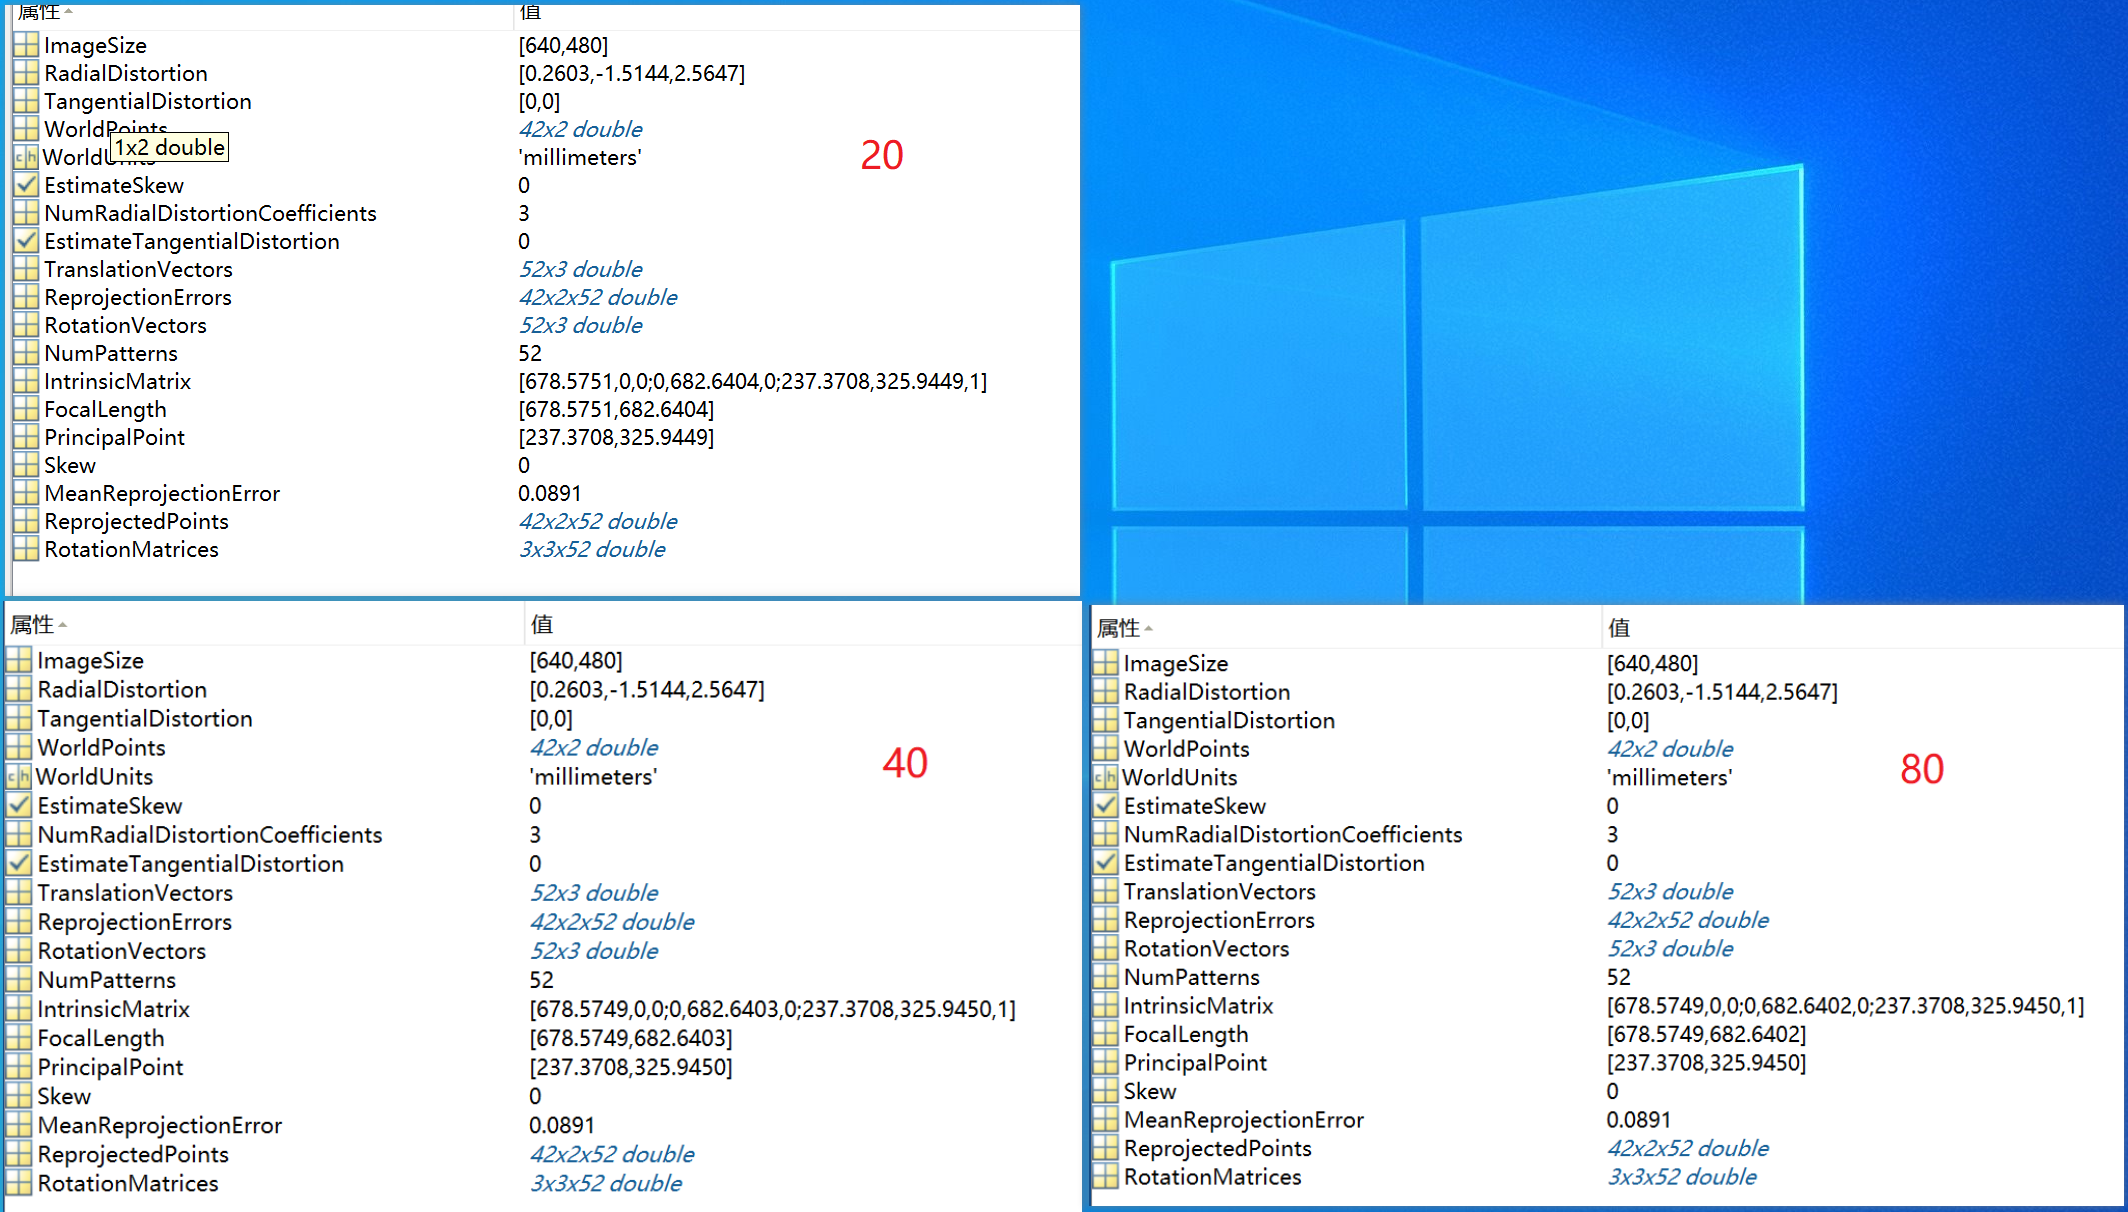 属性 值
ImageSize [640,480]
RadialDistortion [0.2603,-1.5144,2.5647]
TangentialDistortion [0,0]
WorldPoints 42x2 double
1x2 double
WorldUnits 'millimeters'
20
EstimateSkew 0
NumRadialDistortionCoefficients 3
EstimateTangentialDistortion 0
TranslationVectors 52x3 double
ReprojectionErrors 42x2x52 double
RotationVectors 52x3 double
NumPatterns 52
IntrinsicMatrix [678.5751,0,0;0,682.6404,0;237.3708,325.9449,1]
FocalLength [678.5751,682.6404]
PrincipalPoint [237.3708,325.9449]
Skew 0
MeanReprojectionError 0.0891
ReprojectedPoints 42x2x52 double
RotationMatrices 3x3x52 double
属性 值
ImageSize [640,480]
RadialDistortion [0.2603,-1.5144,2.5647]
TangentialDistortion [0,0]
WorldPoints 42x2 double
40
ch WorldUnits 'millimeters'
EstimateSkew 0
NumRadialDistortionCoefficients 3
EstimateTangentialDistortion 0
TranslationVectors 52x3 double
ReprojectionErrors 42x2x52 double
RotationVectors 52x3 double
NumPatterns 52
IntrinsicMatrix [678.5749,0,0;0,682.6403,0;237.3708,325.9450,1]
FocalLength [678.5749,682.6403]
PrincipalPoint [237.3708,325.9450]
Skew 0
MeanReprojectionError 0.0891
ReprojectedPoints 42x2x52 double
RotationMatrices 3x3x52 double
属性 值
ImageSize [640,480]
RadialDistortion [0.2603,-1.5144,2.5647]
TangentialDistortion [0,0]
WorldPoints 42x2 double
80
ch WorldUnits 'millimeters'
EstimateSkew 0
NumRadialDistortionCoefficients 3
EstimateTangentialDistortion 0
TranslationVectors 52x3 double
ReprojectionErrors 42x2x52 double
RotationVectors 52x3 double
NumPatterns 52
IntrinsicMatrix [678.5749,0,0;0,682.6402,0;237.3708,325.9450,1]
FocalLength [678.5749,682.6402]
PrincipalPoint [237.3708,325.9450]
Skew 0
MeanReprojectionError 0.0891
ReprojectedPoints 42x2x52 double
RotationMatrices 3x3x52 double